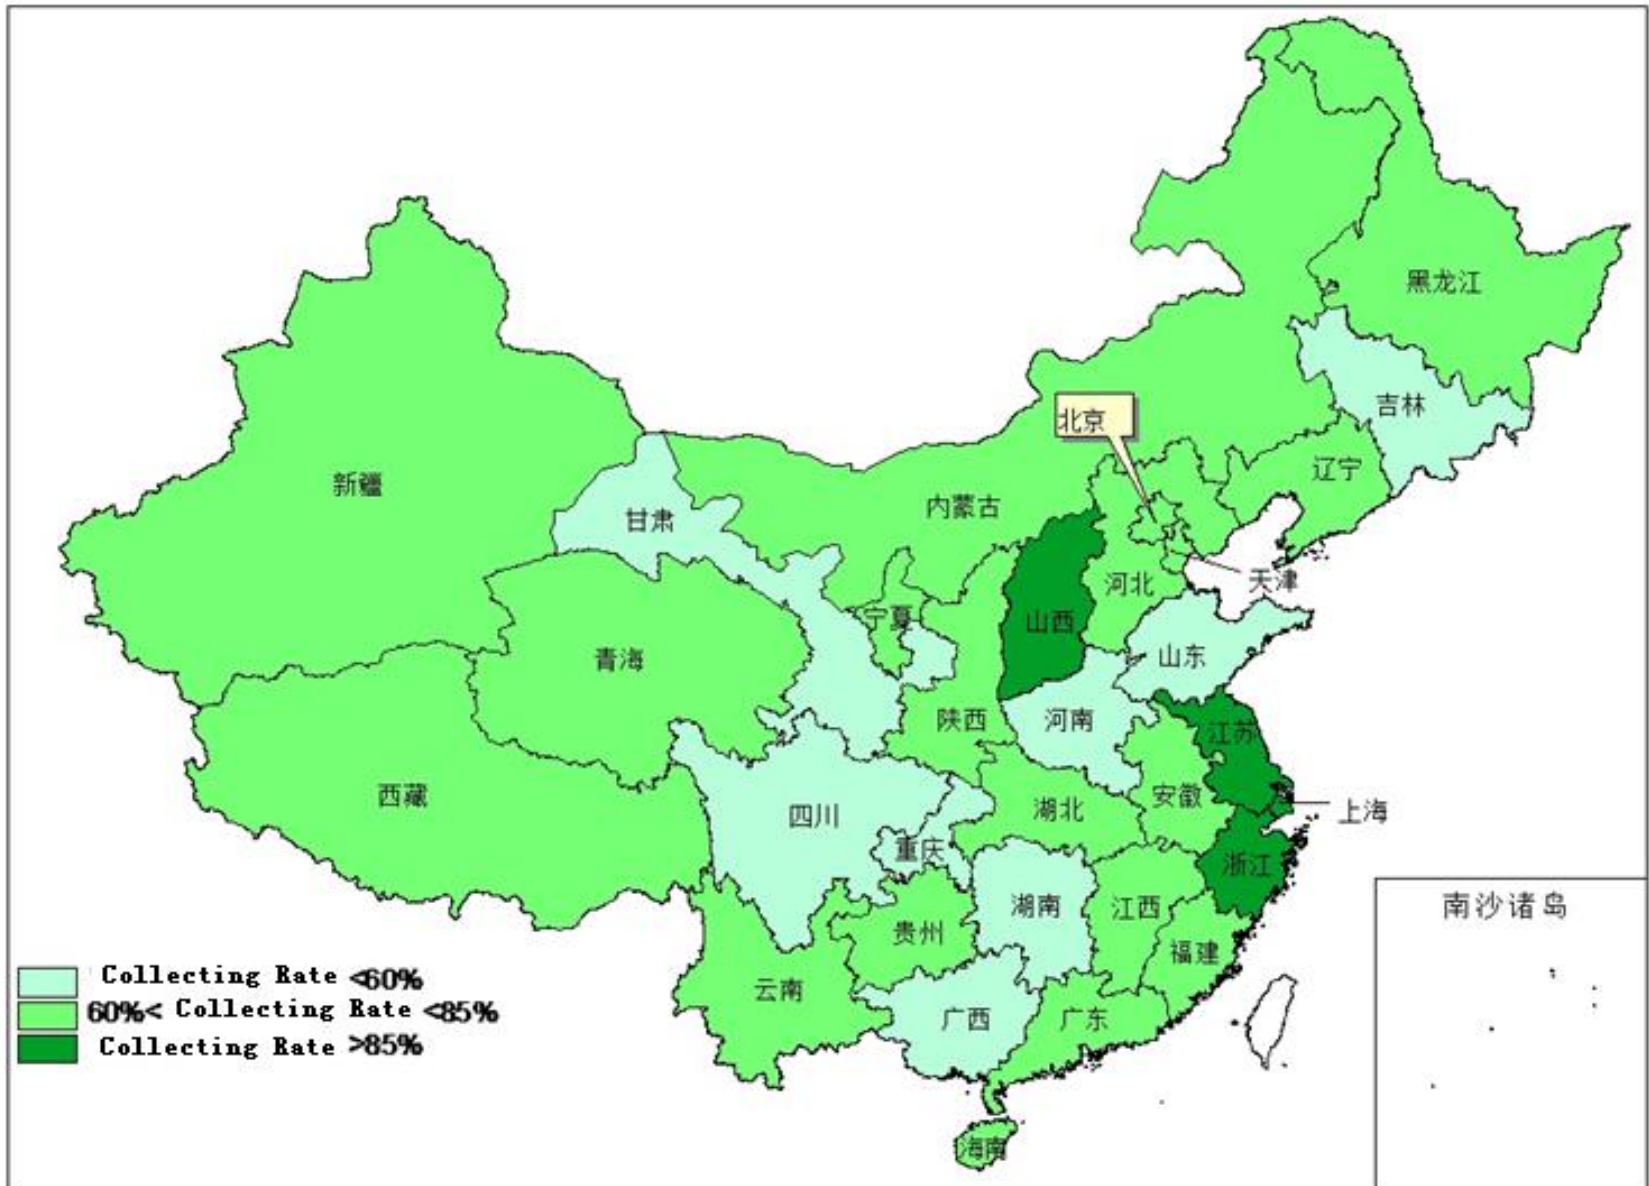 黑龙江
吉林
北京
辽宁
新疆
内蒙古
甘肃
天津
河北
宁夏
山西
青海
山东
陕西
河南
江苏
西藏
安徽
湖北
四川
上海
重庆
浙江
湖南
江西
南沙诸岛
贵州
福建
云南
广西
广东
海南
Collecting Rate <60%
60%< Collecting Rate <85%
Collecting Rate >85%